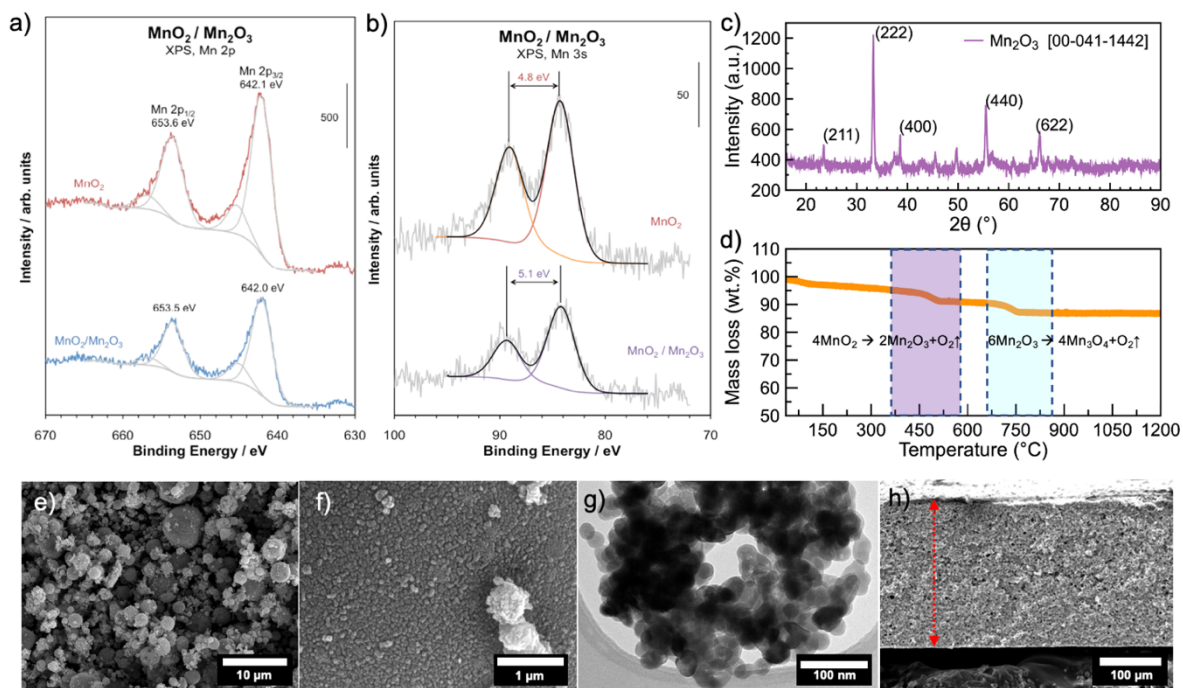 a)
MnO₂ / Mn₂O₃
XPS, Mn 2p
Mn 2p₃/₂
642.1 eV
Mn 2p₁/₂
653.6 eV
500
MnO₂
642.0 eV
653.5 eV
MnO₂/Mn₂O₃
Intensity / arb. units
670 660 650 640 630
Binding Energy / eV
b)
MnO₂ / Mn₂O₃
XPS, Mn 3s
4.8 eV
50
MnO₂
5.1 eV
MnO₂ / Mn₂O₃
Intensity / arb. units
100 90 80 70
Binding Energy / eV
c)
Mn₂O₃ [00-041-1442]
(222)
(211)
(400)
(440)
(622)
Intensity (a.u.)
1200
1000
800
600
400
200
20 30 40 50 60 70 80 90
2θ (°)
d)
Mass loss (wt.%)
110
100
90
80
70
60
50
4MnO₂ → 2Mn₂O₃+O₂↑
6Mn₂O₃ → 4Mn₃O₄+O₂↑
150 300 450 600 750 900 1050 1200
Temperature (°C)
e)
10 µm
f)
1 µm
g)
100 nm
h)
100 µm